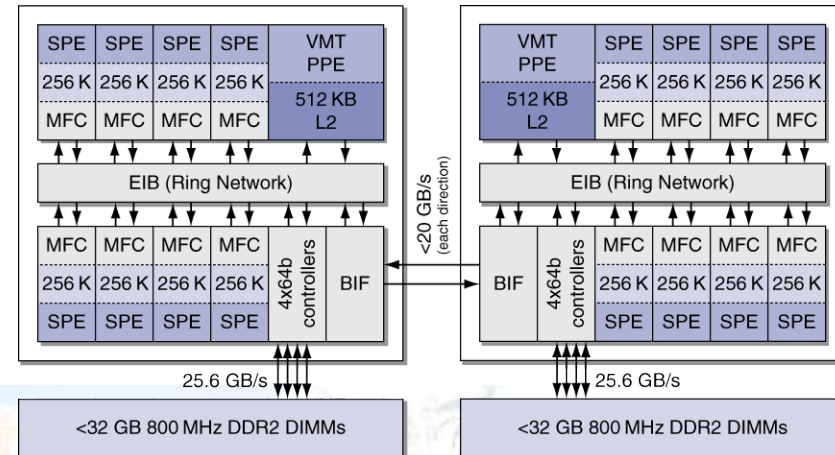 SPE SPE SPE SPE VMT PPE
256 K 256 K 256 K 256 K 512 KB L2
MFC MFC MFC MFC
EIB (Ring Network)
MFC MFC MFC MFC 4x64b controllers BIF
256 K 256 K 256 K 256 K
SPE SPE SPE SPE
25.6 GB/s
<32 GB 800 MHz DDR2 DIMMs
<20 GB/s
(each direction)
VMT PPE SPE SPE SPE SPE
512 KB L2 256 K 256 K 256 K 256 K
MFC MFC MFC MFC
EIB (Ring Network)
BIF 4x64b controllers MFC MFC MFC MFC
256 K 256 K 256 K 256 K
SPE SPE SPE SPE
25.6 GB/s
<32 GB 800 MHz DDR2 DIMMs